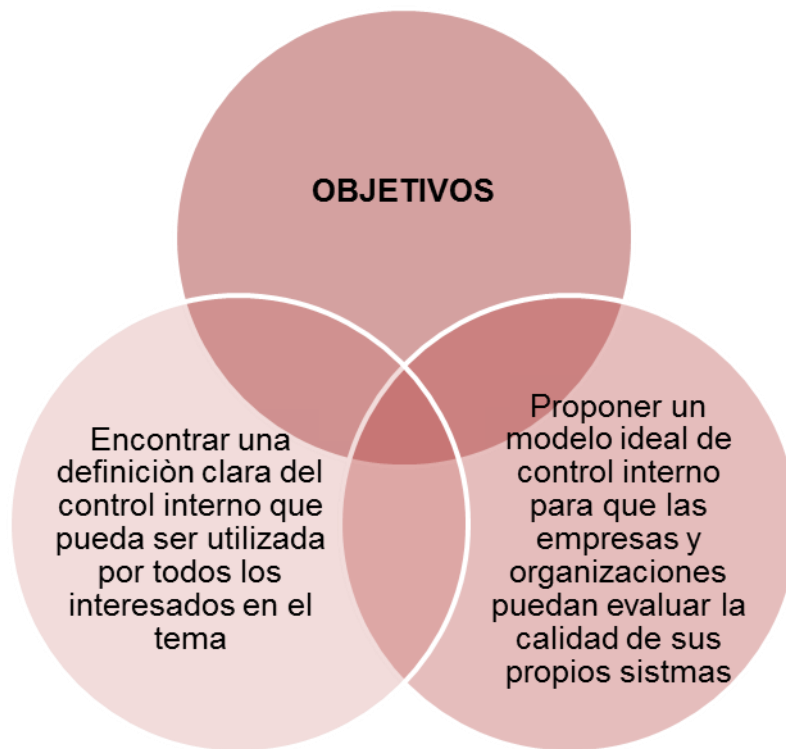 OBJETIVOS
Encontrar una
definiciòn clara del
control interno que
pueda ser utilizada
por todos los
interesados en el
tema
Proponer un
modelo ideal de
control interno
para que las
empresas y
organizaciones
puedan evaluar la
calidad de sus
propios sistmas